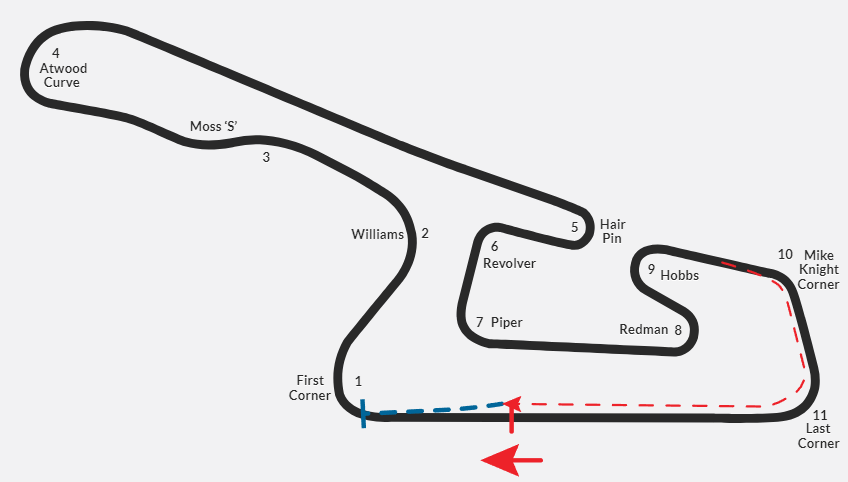 4
Atwood
Curve
Moss ‘S’
3
Williams 2
5 Hair
Pin
6
Revolver
7 Piper
9 Hobbs
Redman 8
10 Mike
Knight
Corner
First
Corner
1
11
Last
Corner